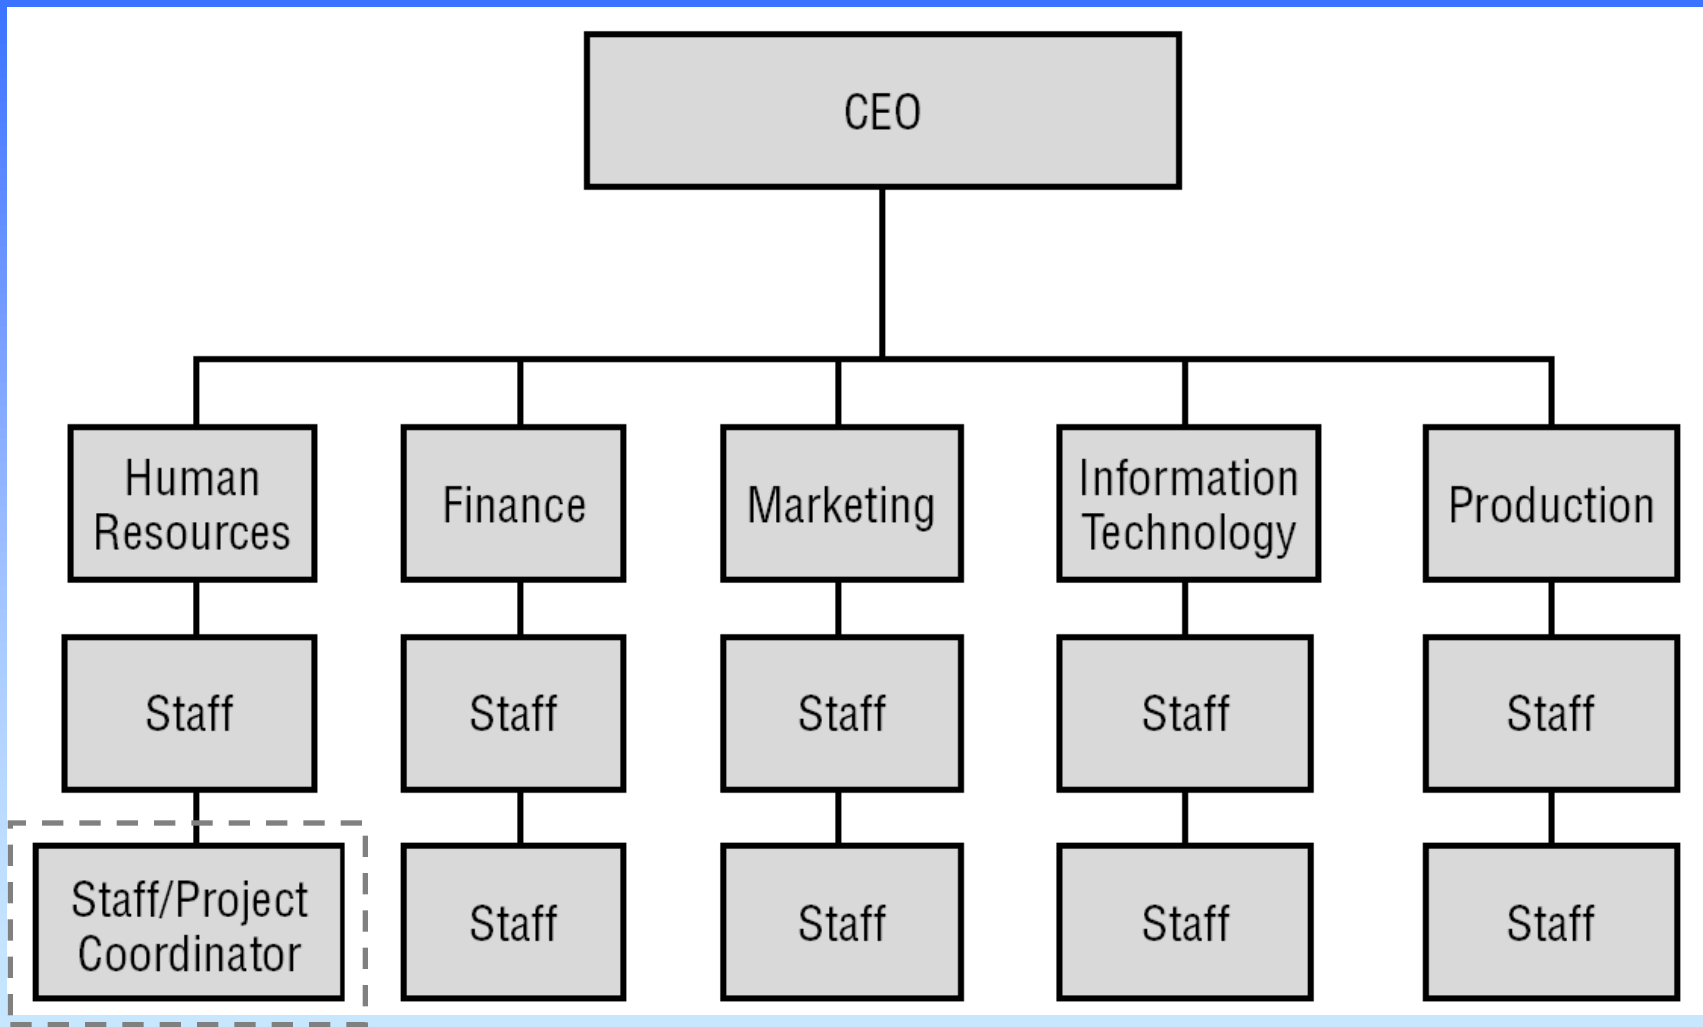 CEO
Human
Resources
Finance
Marketing
Information
Technology
Production
Staff
Staff
Staff
Staff
Staff
Staff/Project
Coordinator
Staff
Staff
Staff
Staff